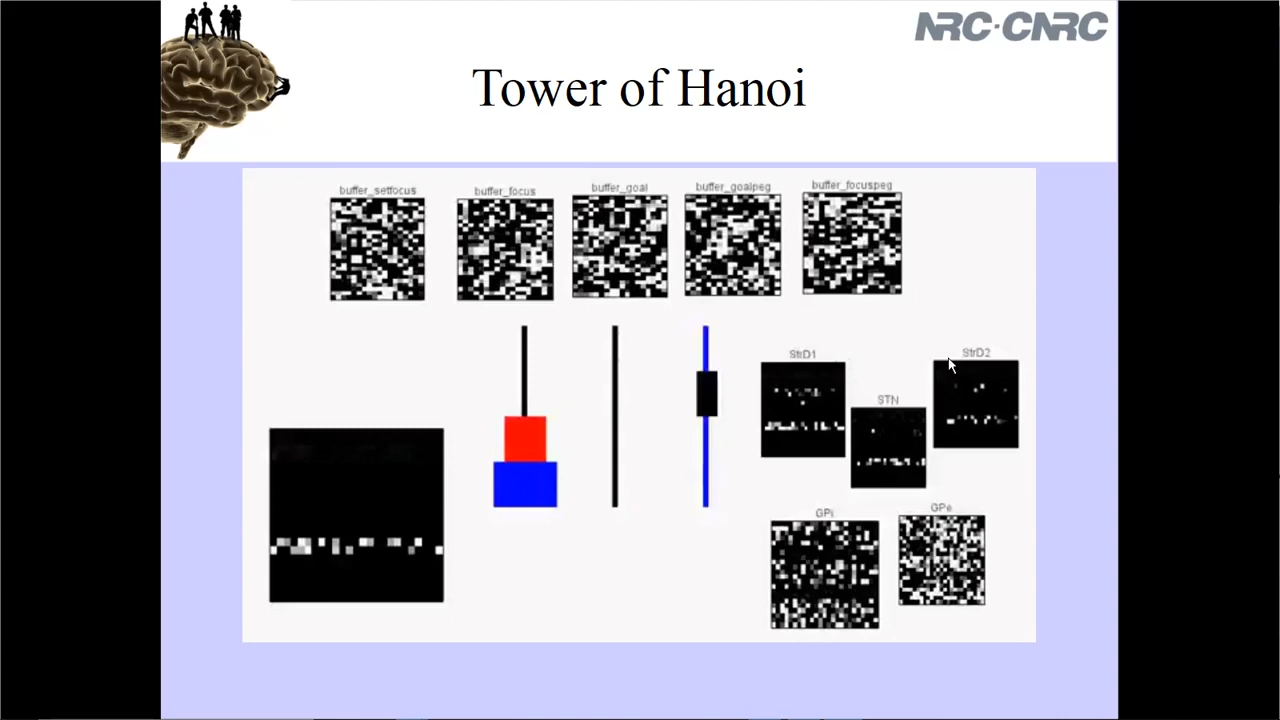 NRC·CNRC
Tower of Hanoi
buffer_setfocus
buffer_focus
buffer_goal
buffer_goalpeg
buffer_focuspeg
StrD1
StrD2
STN
GPi
GPe